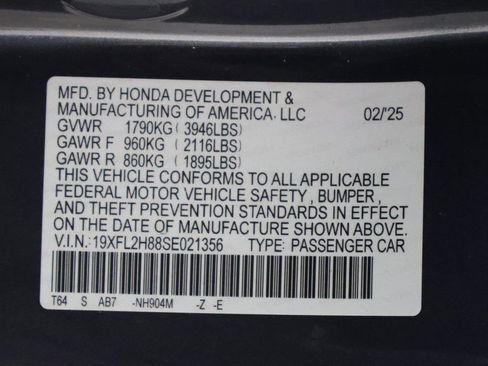 MFD. BY HONDA DEVELOPMENT &
MANUFACTURING OF AMERICA, LLC 02/'25
GVWR 1790KG ( 3946LBS)
GAWR F 960KG ( 2116LBS)
GAWR R 860KG ( 1895LBS)
THIS VEHICLE CONFORMS TO ALL APPLICABLE
FEDERAL MOTOR VEHICLE SAFETY, BUMPER,
AND THEFT PREVENTION STANDARDS IN EFFECT
ON THE DATE OF MANUFACTURE SHOWN ABOVE.
V.I.N.: 19XFL2H88SE021356 TYPE: PASSENGER CAR
T64 S AB7 -NH904M -Z -E